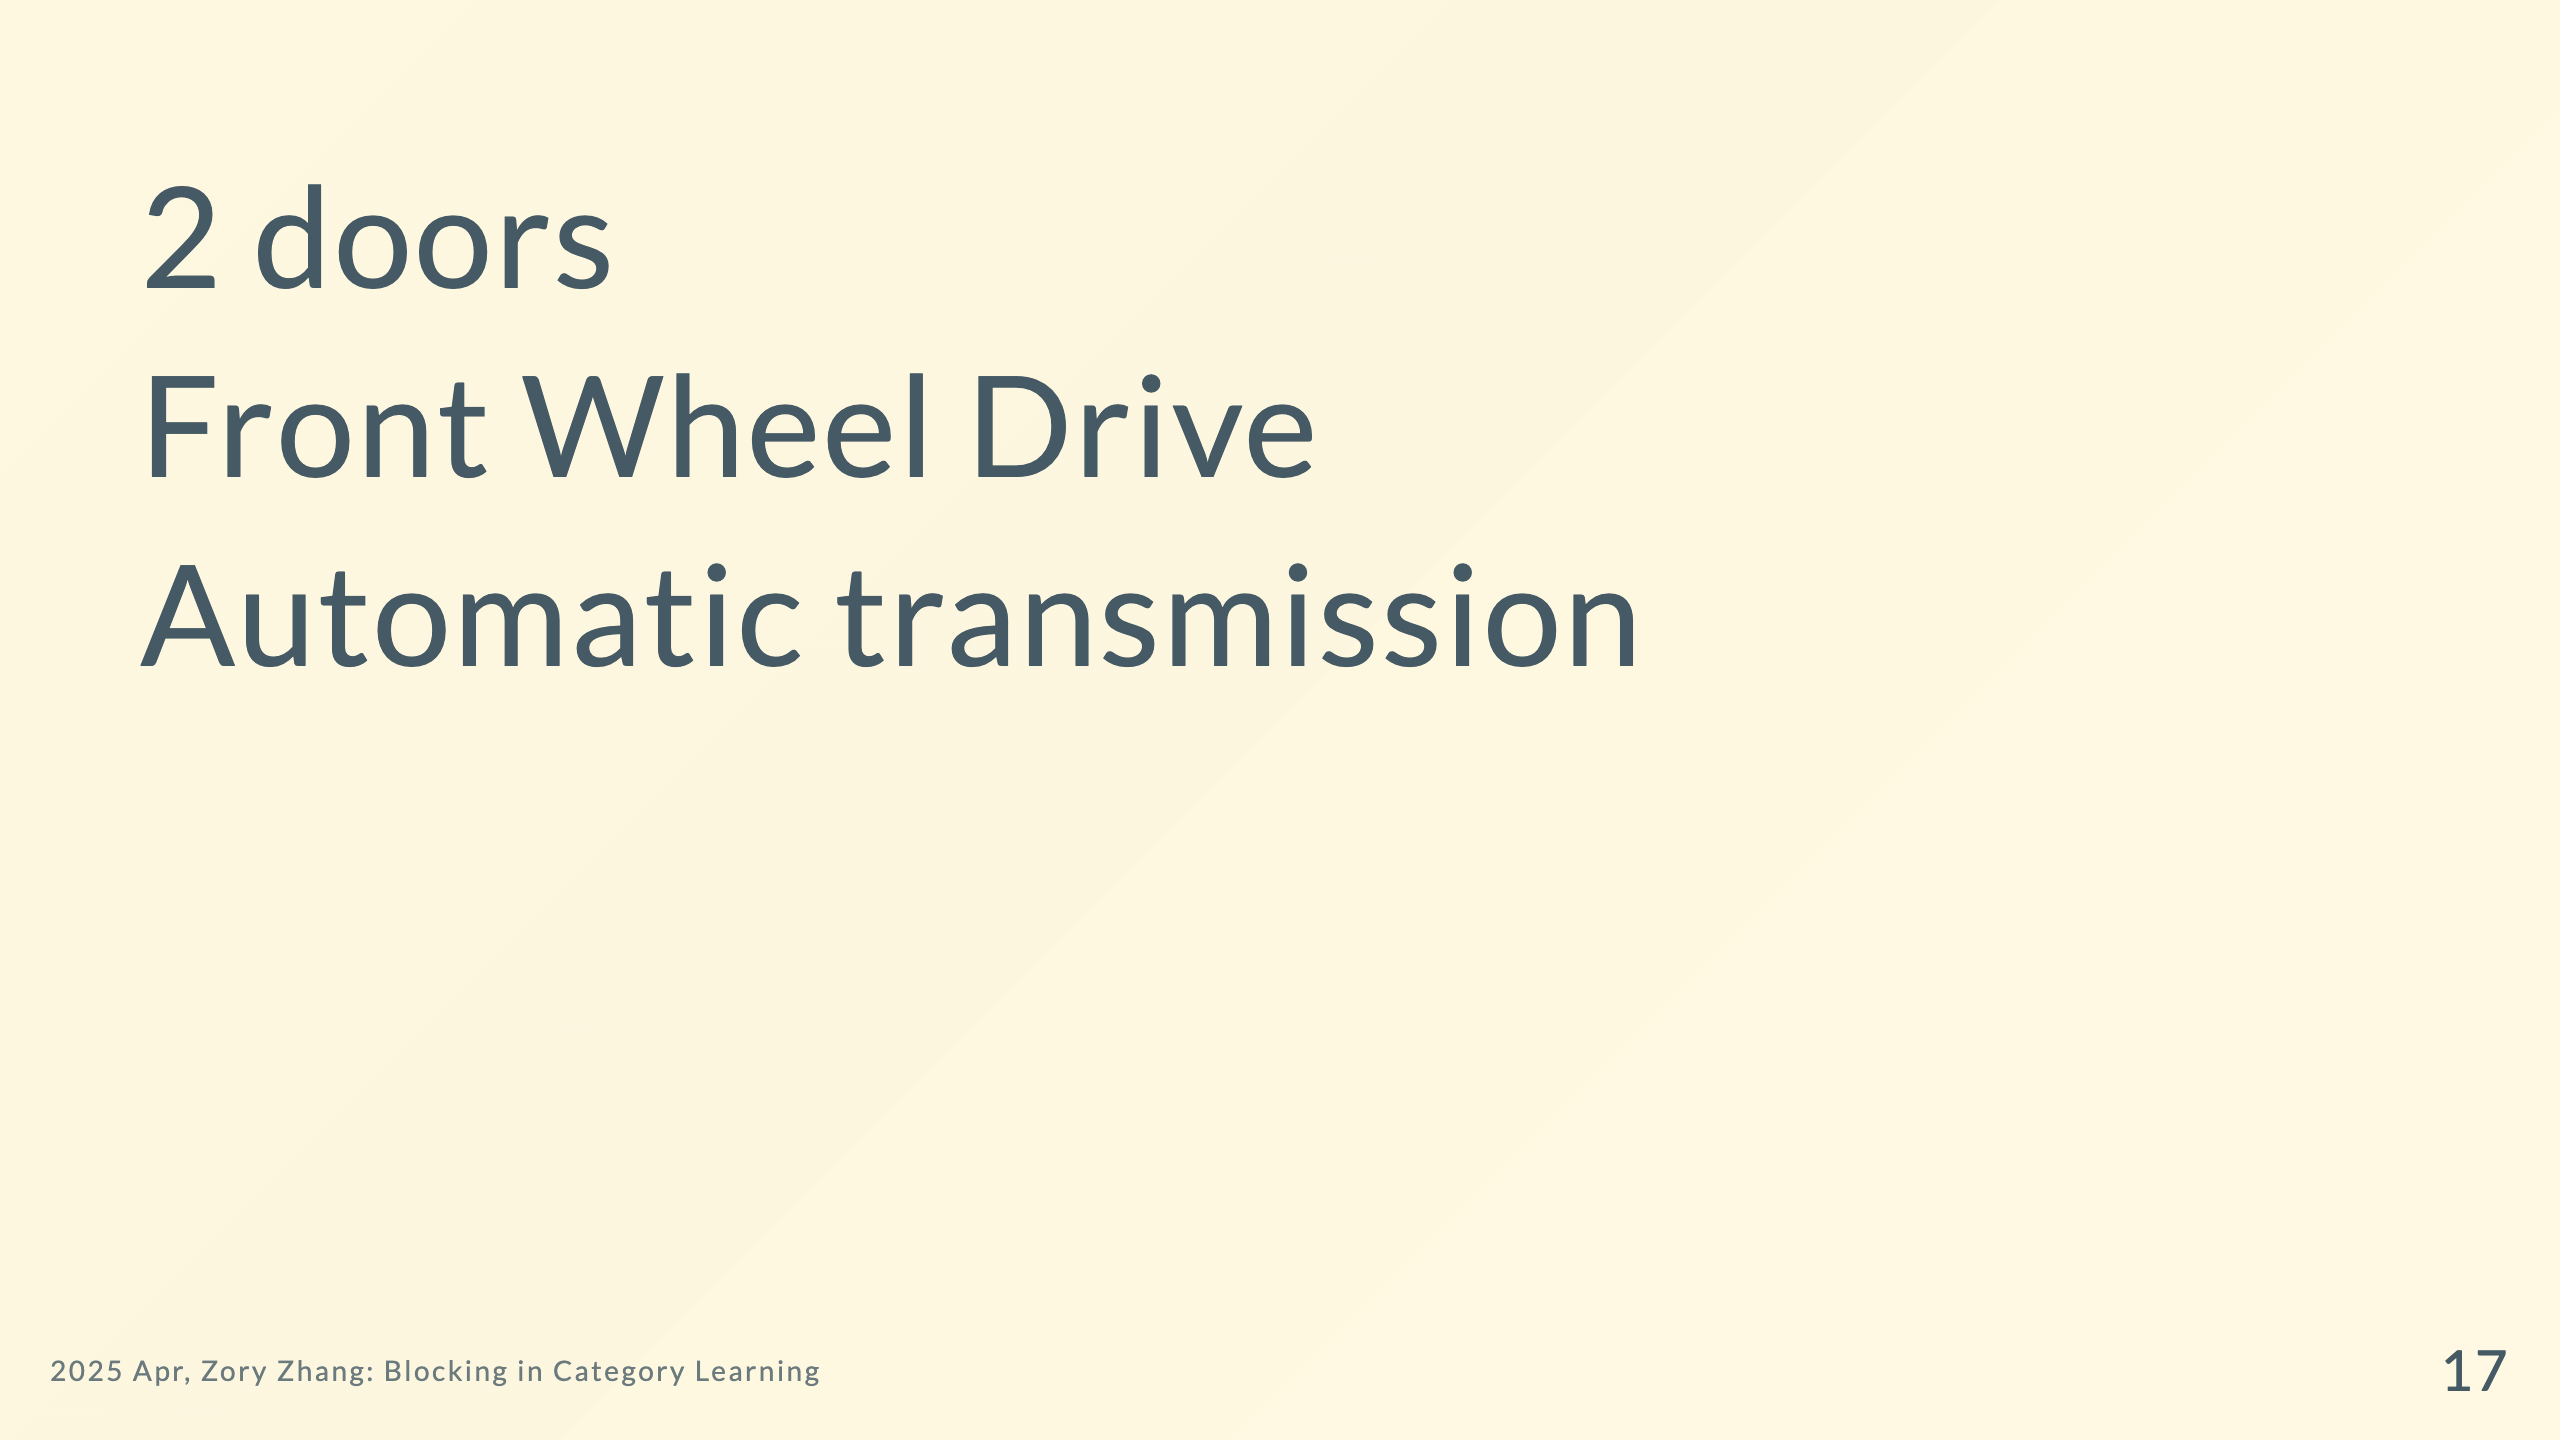 2 doors
Front Wheel Drive
Automatic transmission
2025 Apr, Zory Zhang: Blocking in Category Learning
17